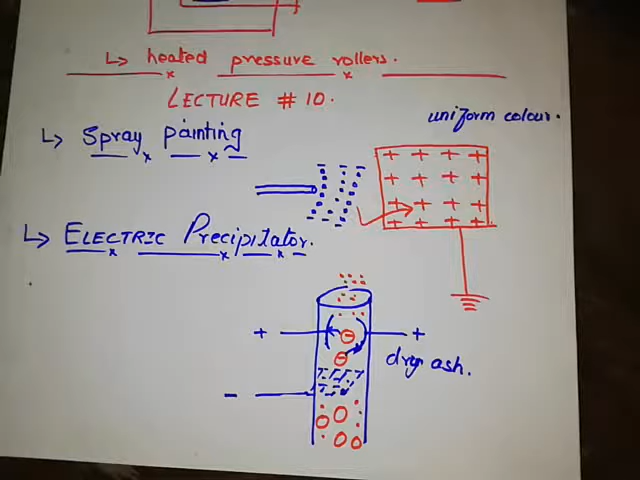 ↳ heated pressure rollers.
LECTURE # 10.
uniform colour.
↳ Spray painting
+ + + +
+ + + +
+ + + +
+ + + +
↳ ELECTRIC Precipitator.
+ ⊖ +
⊖ dry ash.
-